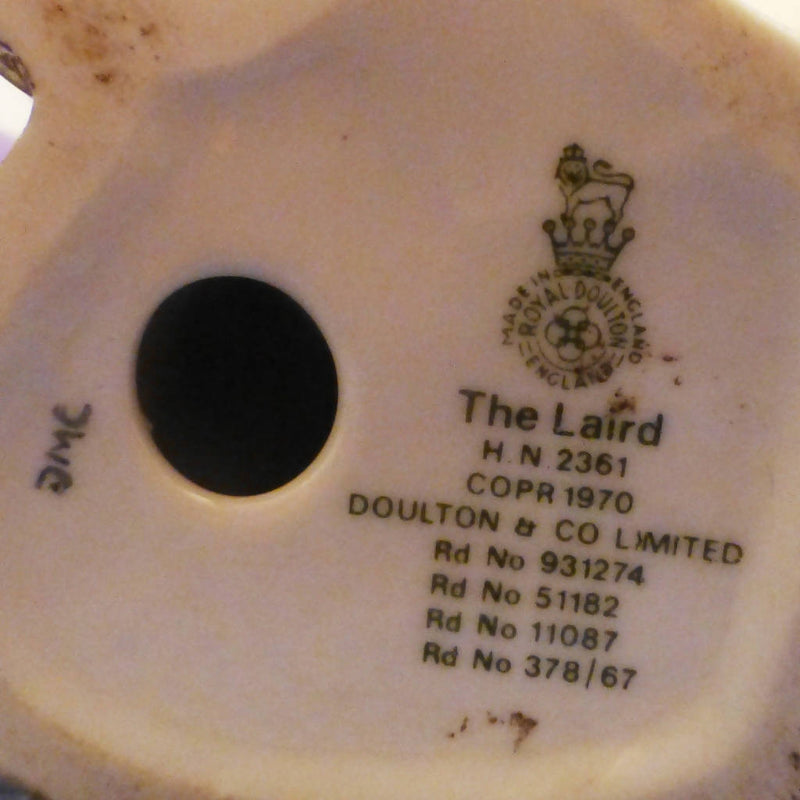 MADE IN ENGLAND
ROYAL DOULTON
ENGLAND
The Laird
H.N.2361
COPR 1970
DOULTON & CO LIMITED
Rd No 931274
Rd No 51182
Rd No 11087
Rd No 378/67